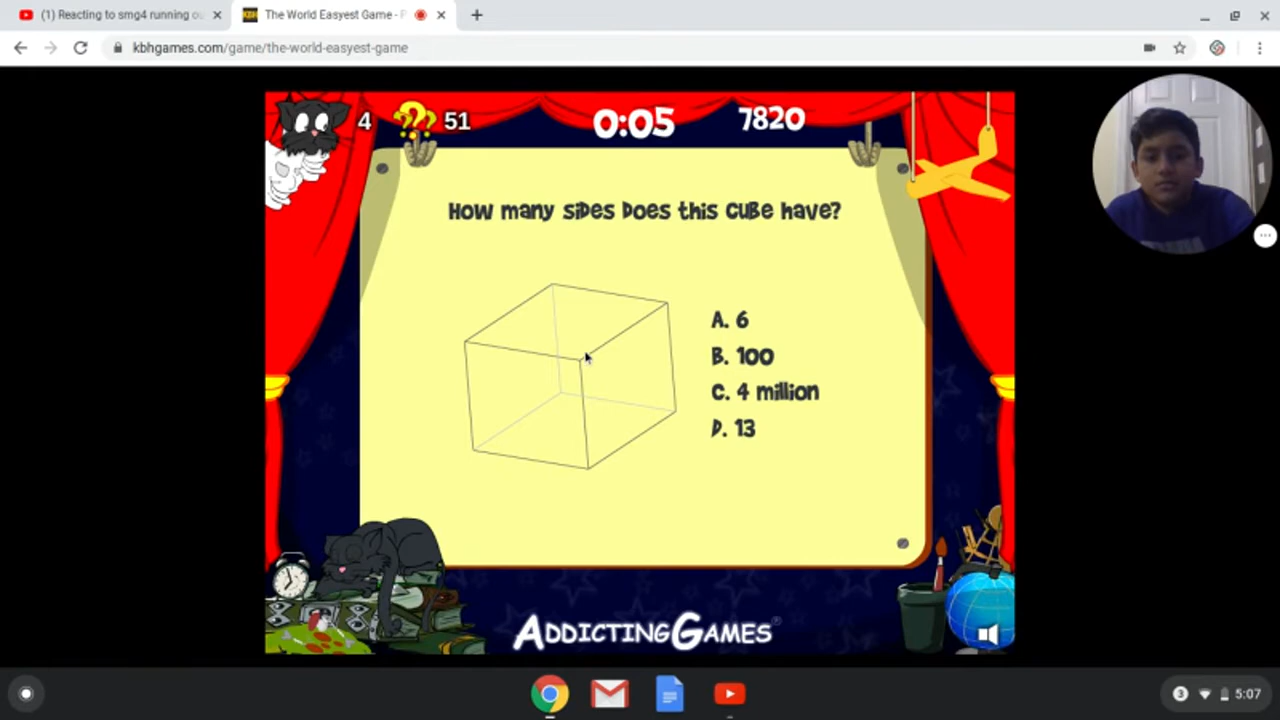 (1) Reacting to smg4 running ou
The World Easyest Game - F
kbhgames.com/game/the-world-easyest-game
4
??? 51
0:05
7820
How many sides does this cube have?
A. 6
B. 100
C. 4 million
D. 13
ADDICTINGGAMES®
3
5:07